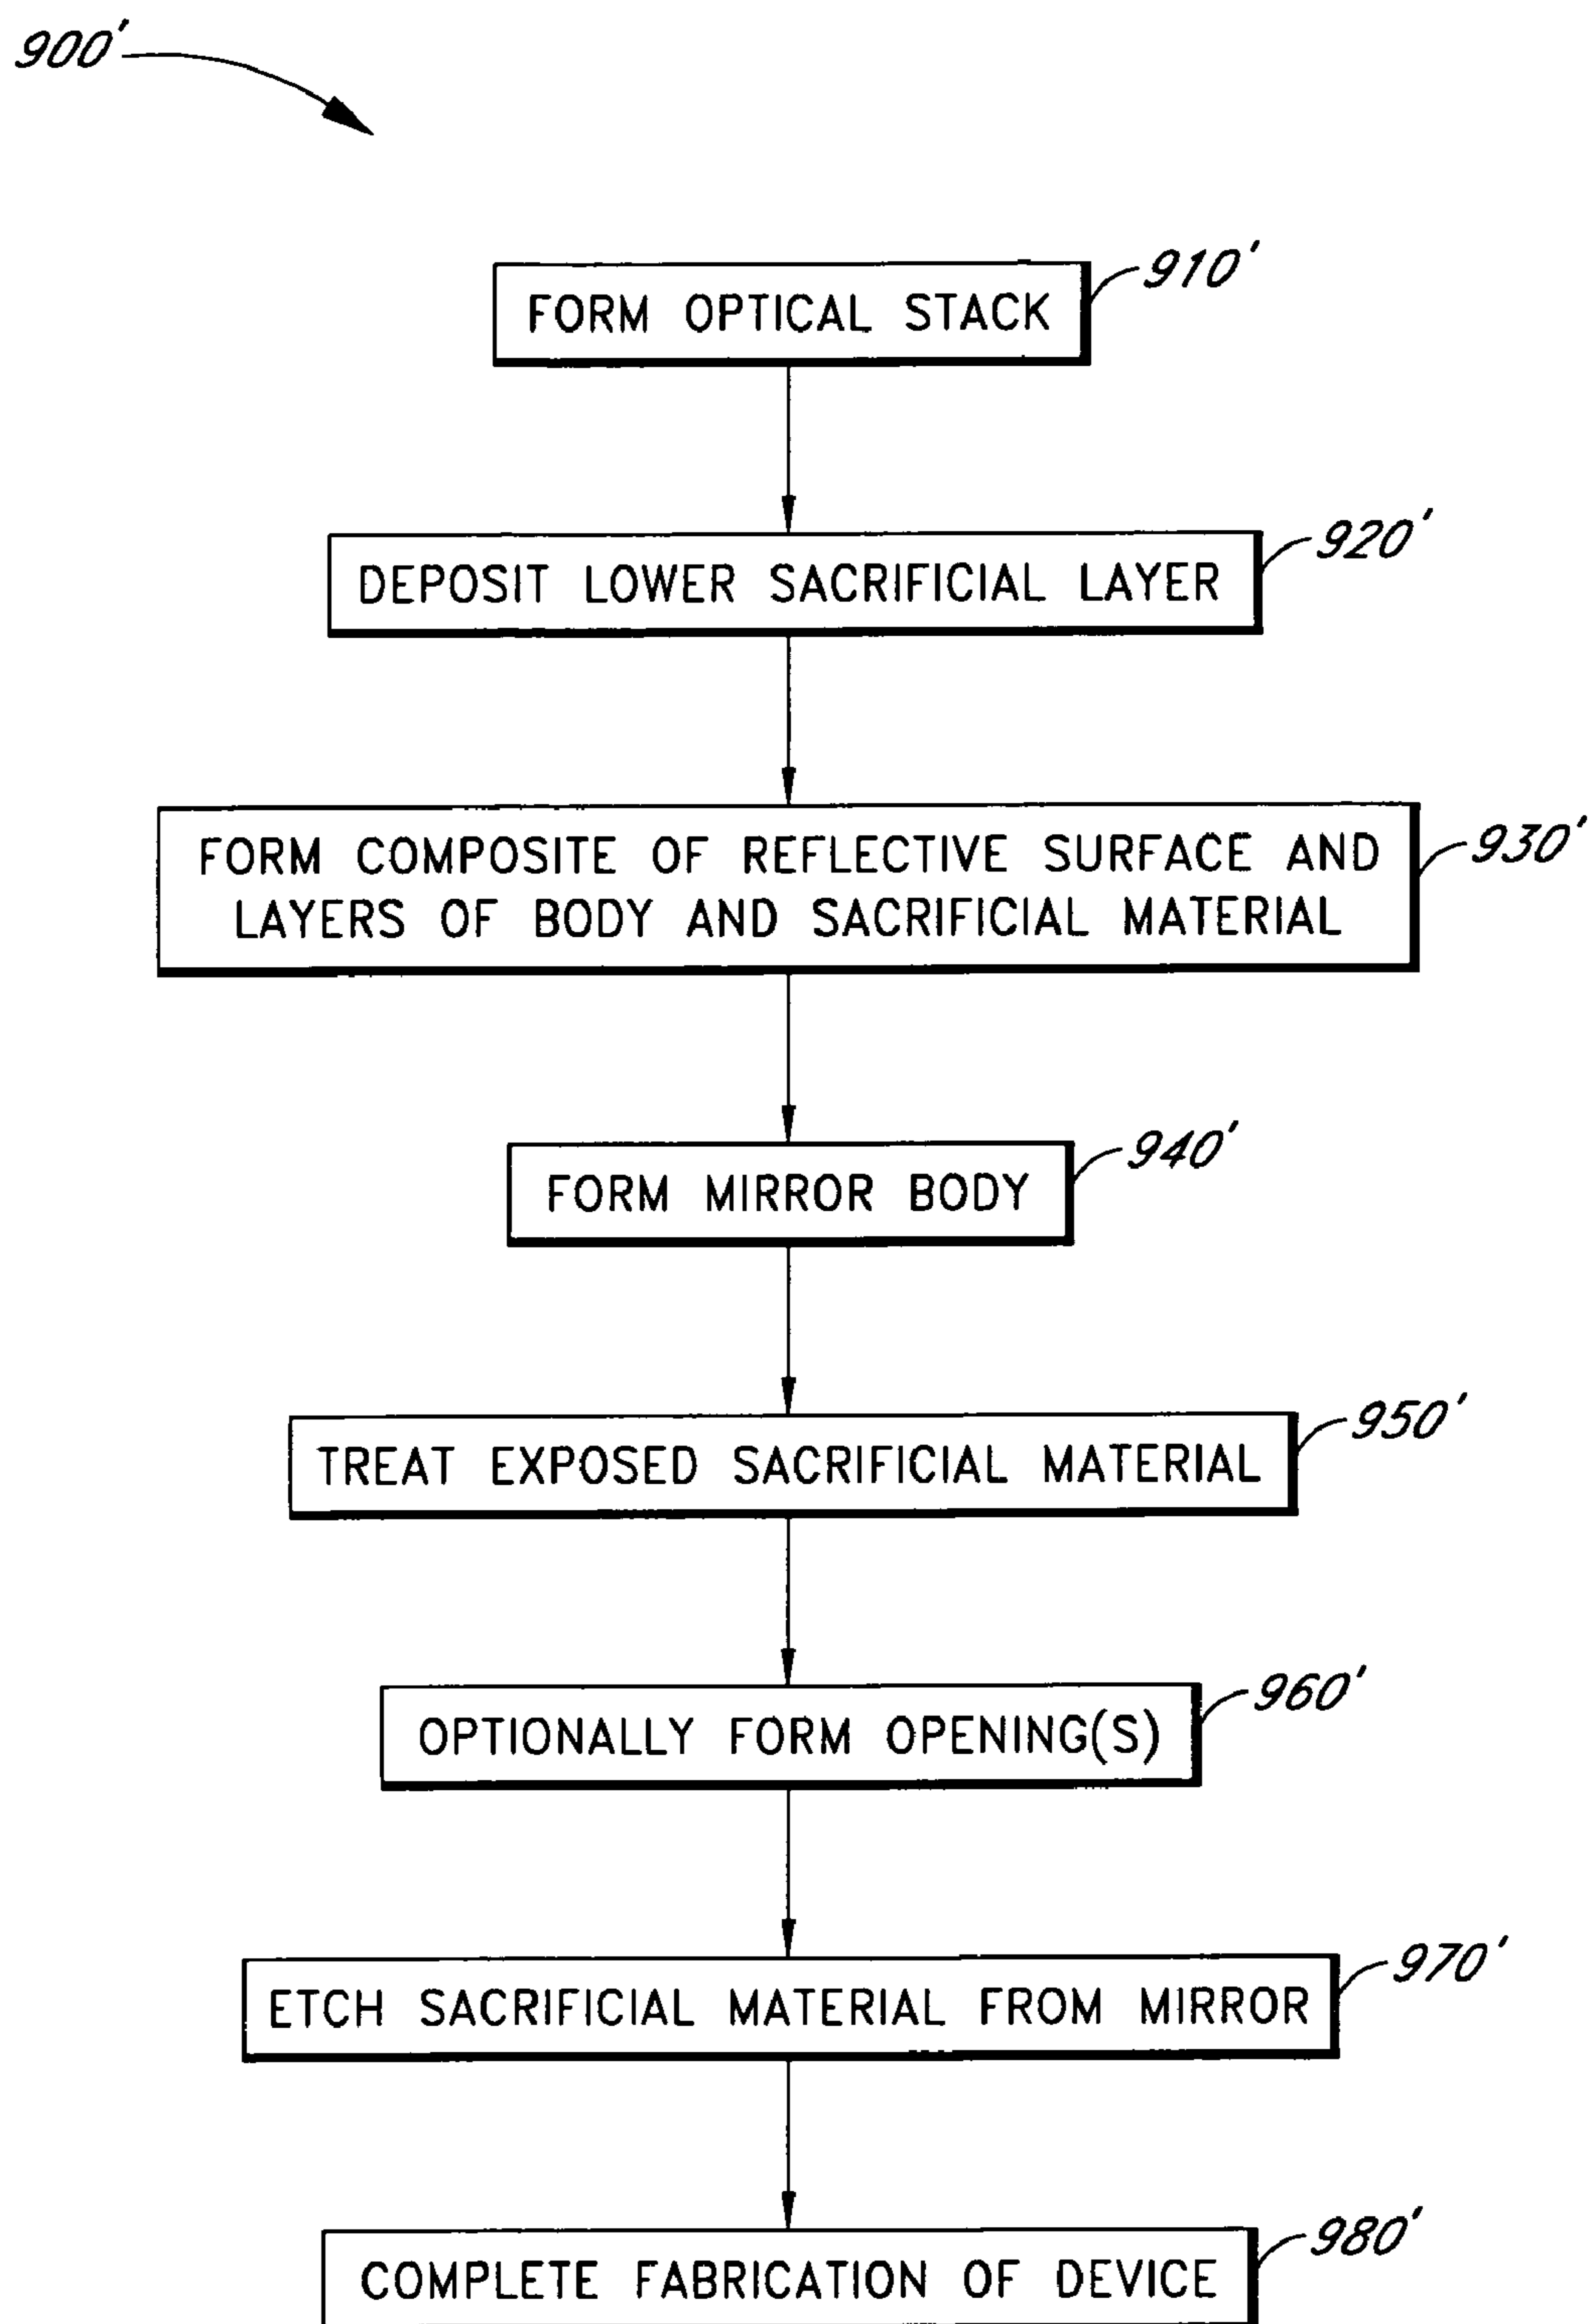 900'
910'
FORM OPTICAL STACK
920'
DEPOSIT LOWER SACRIFICIAL LAYER
930'
FORM COMPOSITE OF REFLECTIVE SURFACE AND
LAYERS OF BODY AND SACRIFICIAL MATERIAL
940'
FORM MIRROR BODY
950'
TREAT EXPOSED SACRIFICIAL MATERIAL
960'
OPTIONALLY FORM OPENING(S)
970'
ETCH SACRIFICIAL MATERIAL FROM MIRROR
980'
COMPLETE FABRICATION OF DEVICE